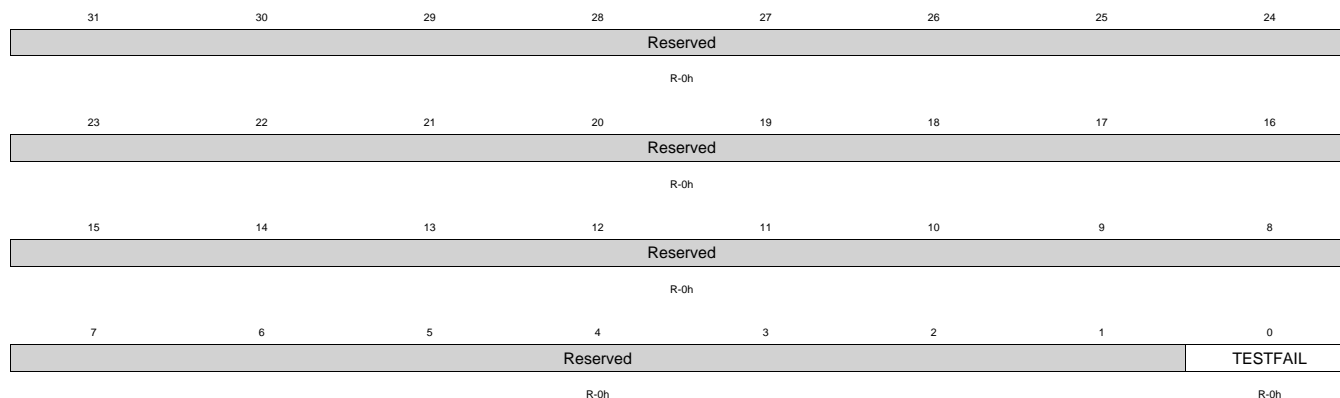 31 30 29 28 27 26 25 24
Reserved
R-0h
23 22 21 20 19 18 17 16
Reserved
R-0h
15 14 13 12 11 10 9 8
Reserved
R-0h
7 6 5 4 3 2 1 0
Reserved TESTFAIL
R-0h R-0h